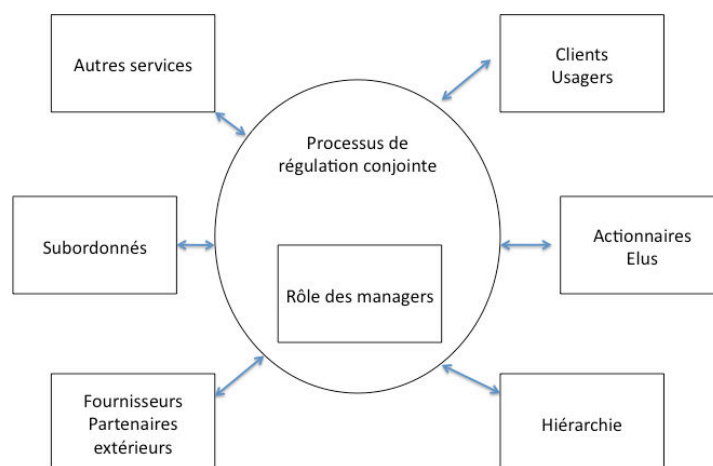 Autres services
Clients
Usagers
Processus de
régulation conjointe
Subordonnés
Actionnaires
Elus
Rôle des managers
Fournisseurs
Partenaires
extérieurs
Hiérarchie